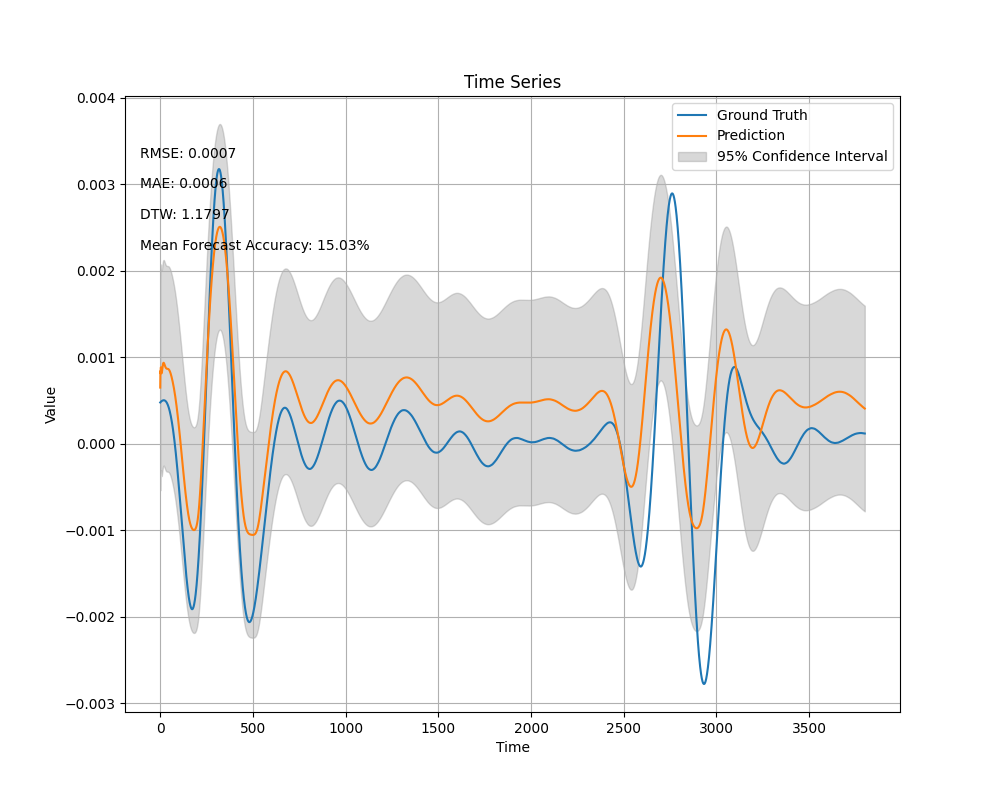 Time Series
Ground Truth
Prediction
95% Confidence Interval
RMSE: 0.0007
MAE: 0.0006
DTW: 1.1797
Mean Forecast Accuracy: 15.03%
Value
0.004
0.003
0.002
0.001
0.000
−0.001
−0.002
−0.003
0 500 1000 1500 2000 2500 3000 3500
Time